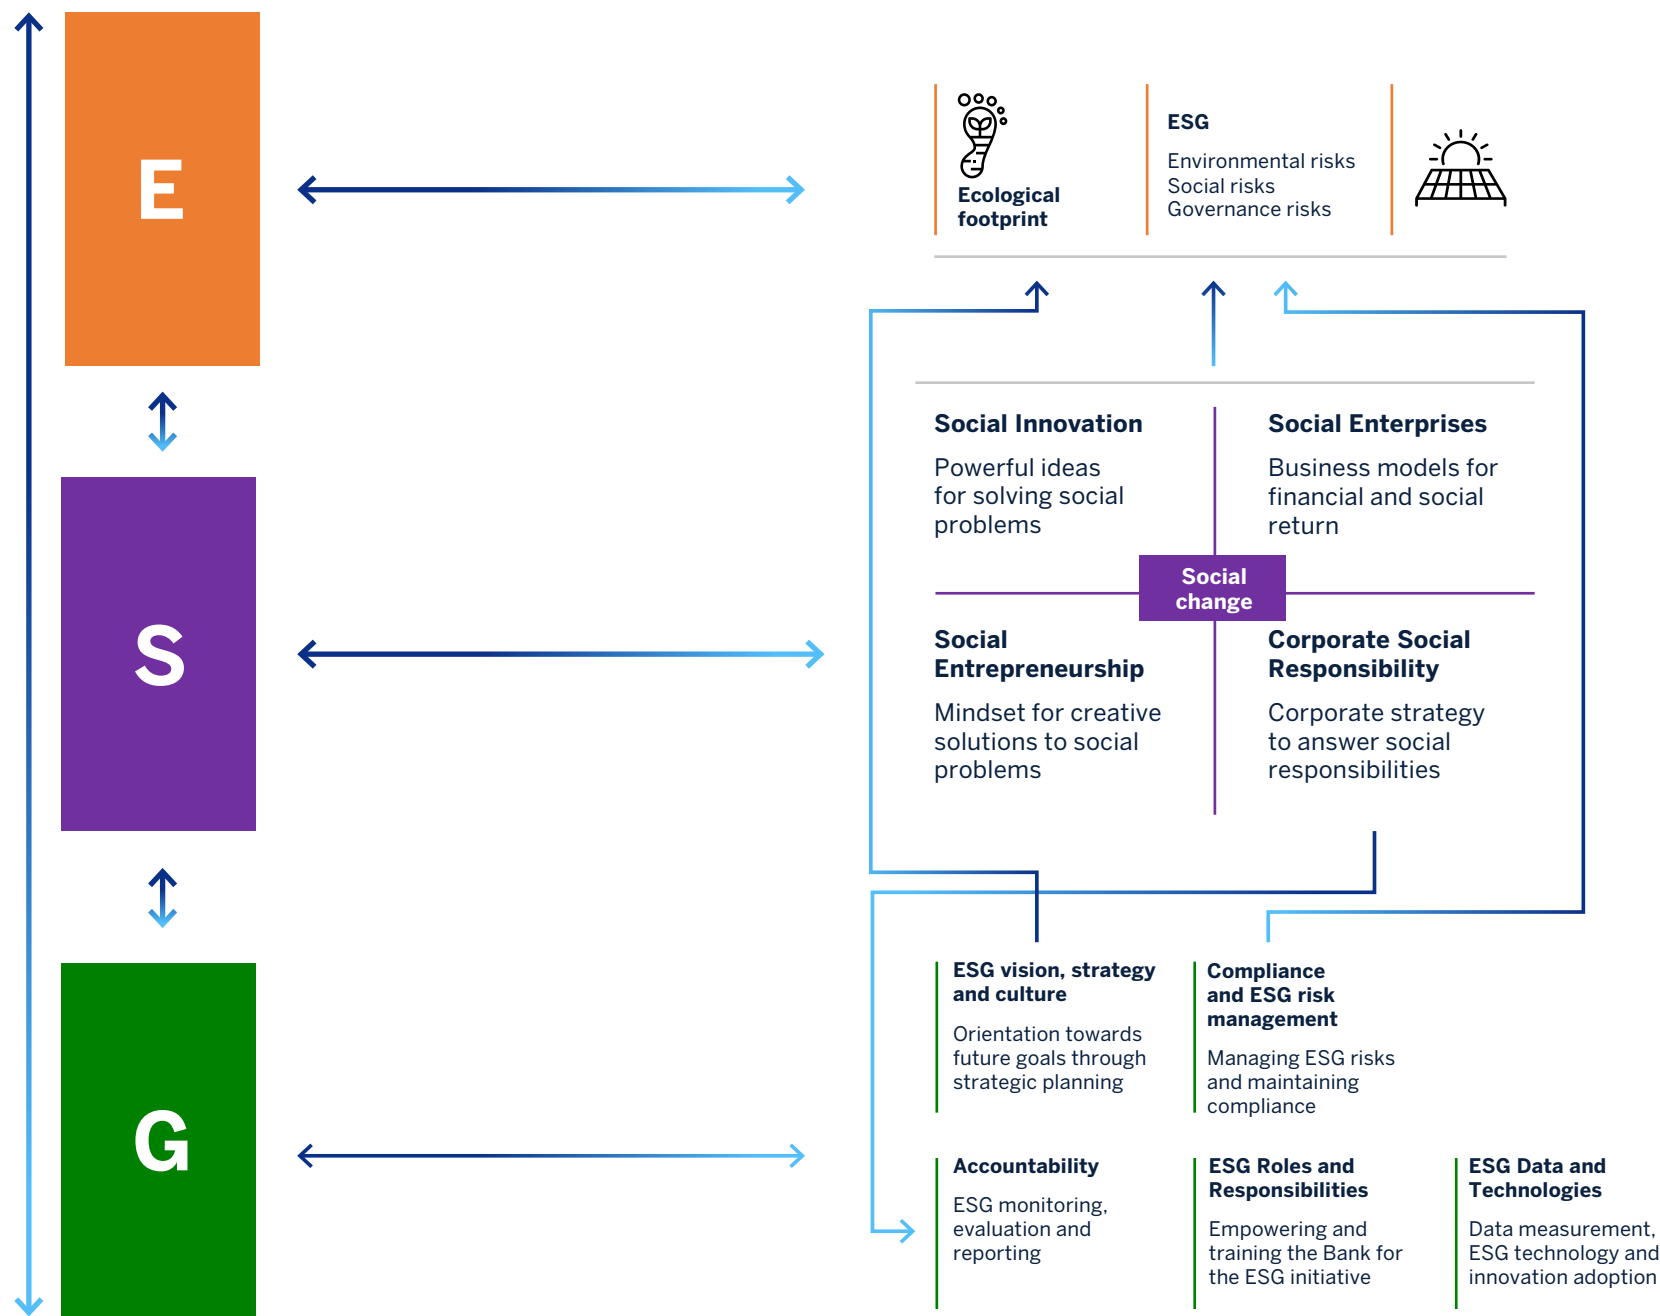 E
Ecological
footprint
ESG
Environmental risks
Social risks
Governance risks
S
Social Innovation
Powerful ideas
for solving social
problems
Social Enterprises
Business models for
financial and social
return
Social
change
Social
Entrepreneurship
Mindset for creative
solutions to social
problems
Corporate Social
Responsibility
Corporate strategy
to answer social
responsibilities
G
ESG vision, strategy
and culture
Orientation towards
future goals through
strategic planning
Compliance
and ESG risk
management
Managing ESG risks
and maintaining
compliance
Accountability
ESG monitoring,
evaluation and
reporting
ESG Roles and
Responsibilities
Empowering and
training the Bank for
the ESG initiative
ESG Data and
Technologies
Data measurement,
ESG technology and
innovation adoption